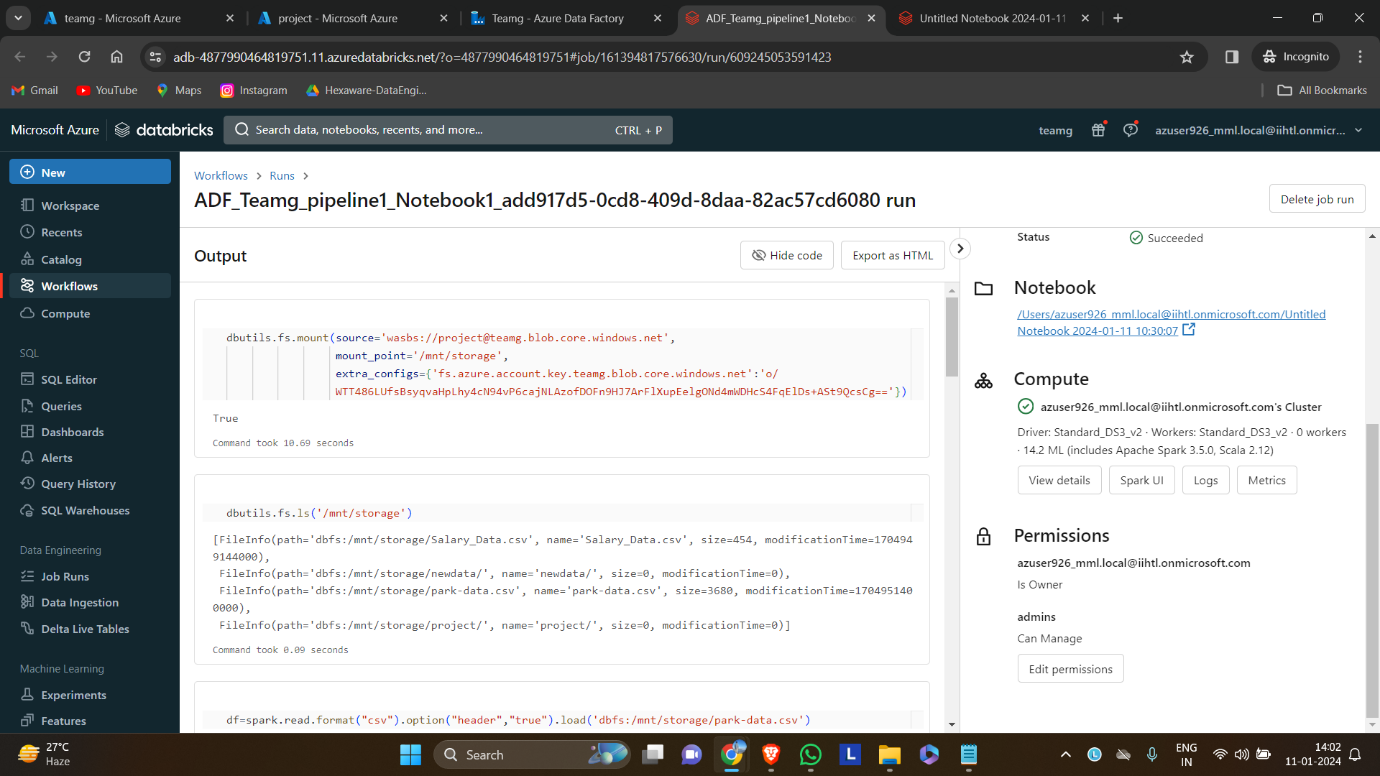 teamg - Microsoft Azure
project - Microsoft Azure
Teamg - Azure Data Factory
ADF_Teamg_pipeline1_Notebo
Untitled Notebook 2024-01-11
adb-4877990464819751.11.azuredatabricks.net/?o=4877990464819751#job/161394817576630/run/609245053591423
Incognito
Gmail
YouTube
Maps
Instagram
Hexaware-DataEngi...
All Bookmarks
Microsoft Azure
databricks
Search data, notebooks, recents, and more...
CTRL + P
teamg
azuser926_mml.local@iihtl.onmicr...
New
Workspace
Recents
Catalog
Workflows
Compute
SQL
SQL Editor
Queries
Dashboards
Alerts
Query History
SQL Warehouses
Data Engineering
Job Runs
Data Ingestion
Delta Live Tables
Machine Learning
Experiments
Features
Workflows > Runs >
ADF_Teamg_pipeline1_Notebook1_add917d5-0cd8-409d-8daa-82ac57cd6080 run
Delete job run
Output
Hide code
Export as HTML
dbutils.fs.mount(source='wasbs://project@teamg.blob.core.windows.net',
mount_point='/mnt/storage',
extra_configs={'fs.azure.account.key.teamg.blob.core.windows.net':'o/
True
Command took 10.69 seconds
dbutils.fs.ls('/mnt/storage')
[FileInfo(path='dbfs:/mnt/storage/Salary_Data.csv', name='Salary_Data.csv', size=454, modificationTime=170494
9144000),
FileInfo(path='dbfs:/mnt/storage/newdata/', name='newdata/', size=0, modificationTime=0),
FileInfo(path='dbfs:/mnt/storage/park-data.csv', name='park-data.csv', size=3680, modificationTime=170495140
0000),
FileInfo(path='dbfs:/mnt/storage/project/', name='project/', size=0, modificationTime=0)]
Command took 0.09 seconds
df=spark.read.format("csv").option("header","true").load('dbfs:/mnt/storage/park-data.csv')
Status
Succeeded
Notebook
/Users/azuser926_mml.local@iihtl.onmicrosoft.com/Untitled
Notebook 2024-01-11 10:30:07
Compute
azuser926_mml.local@iihtl.onmicrosoft.com's Cluster
Driver: Standard_DS3_v2 · Workers: Standard_DS3_v2 · 0 workers
· 14.2 ML (includes Apache Spark 3.5.0, Scala 2.12)
View details
Spark UI
Logs
Metrics
Permissions
azuser926_mml.local@iihtl.onmicrosoft.com
Is Owner
admins
Can Manage
Edit permissions
27°C
Haze
Search
L
ENG
IN
14:02
11-01-2024